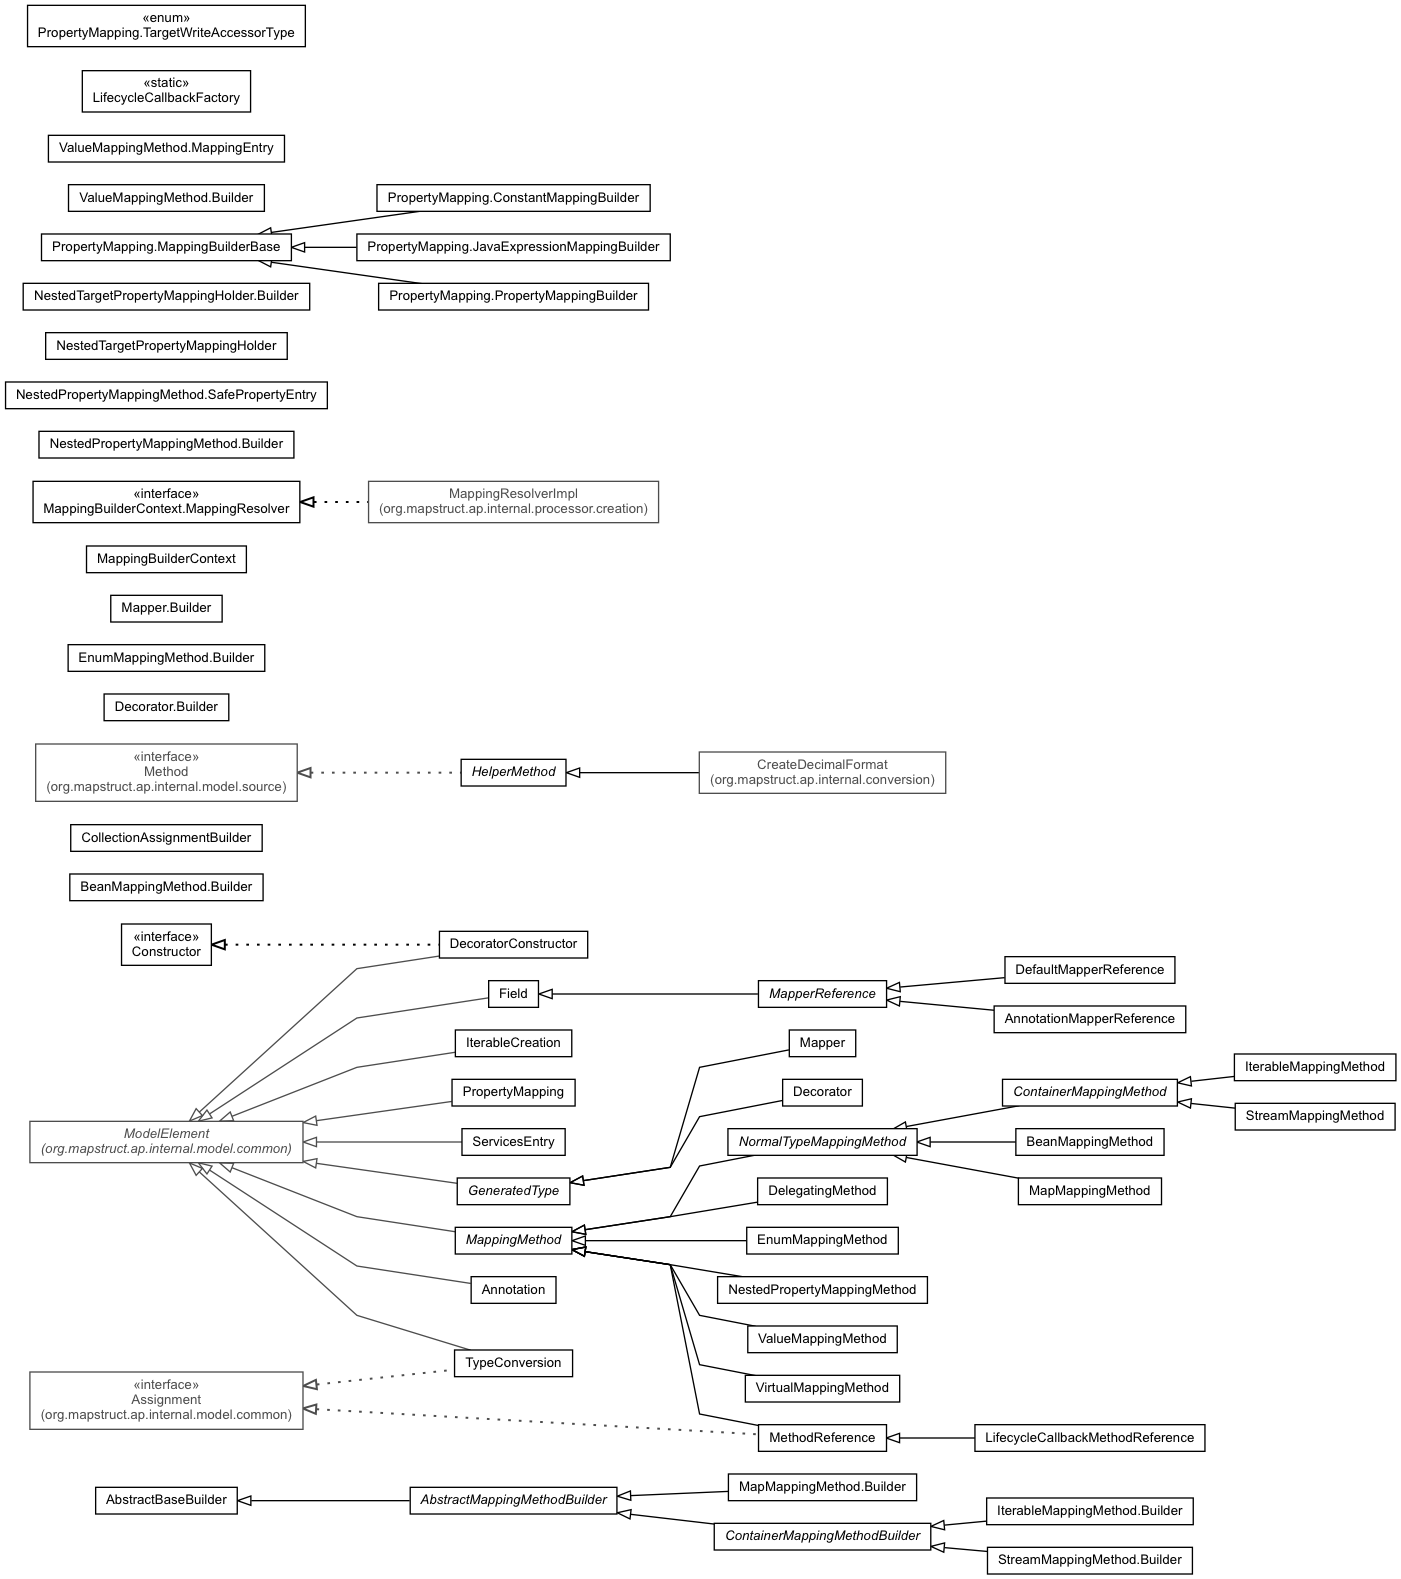 «enum»
PropertyMapping.TargetWriteAccessorType
«static»
LifecycleCallbackFactory
ValueMappingMethod.MappingEntry
ValueMappingMethod.Builder
PropertyMapping.ConstantMappingBuilder
PropertyMapping.MappingBuilderBase
PropertyMapping.JavaExpressionMappingBuilder
NestedTargetPropertyMappingHolder.Builder
PropertyMapping.PropertyMappingBuilder
NestedTargetPropertyMappingHolder
NestedPropertyMappingMethod.SafePropertyEntry
NestedPropertyMappingMethod.Builder
«interface»
MappingBuilderContext.MappingResolver
MappingResolverImpl
(org.mapstruct.ap.internal.processor.creation)
MappingBuilderContext
Mapper.Builder
EnumMappingMethod.Builder
Decorator.Builder
«interface»
Method
(org.mapstruct.ap.internal.model.source)
HelperMethod
CreateDecimalFormat
(org.mapstruct.ap.internal.conversion)
CollectionAssignmentBuilder
BeanMappingMethod.Builder
«interface»
Constructor
DecoratorConstructor
Field
MapperReference
DefaultMapperReference
AnnotationMapperReference
IterableCreation
Mapper
IterableMappingMethod
PropertyMapping
Decorator
ContainerMappingMethod
StreamMappingMethod
ModelElement
(org.mapstruct.ap.internal.model.common)
ServicesEntry
NormalTypeMappingMethod
BeanMappingMethod
GeneratedType
DelegatingMethod
MapMappingMethod
MappingMethod
EnumMappingMethod
Annotation
NestedPropertyMappingMethod
ValueMappingMethod
TypeConversion
VirtualMappingMethod
«interface»
Assignment
(org.mapstruct.ap.internal.model.common)
MethodReference
LifecycleCallbackMethodReference
AbstractBaseBuilder
AbstractMappingMethodBuilder
MapMappingMethod.Builder
ContainerMappingMethodBuilder
IterableMappingMethod.Builder
StreamMappingMethod.Builder